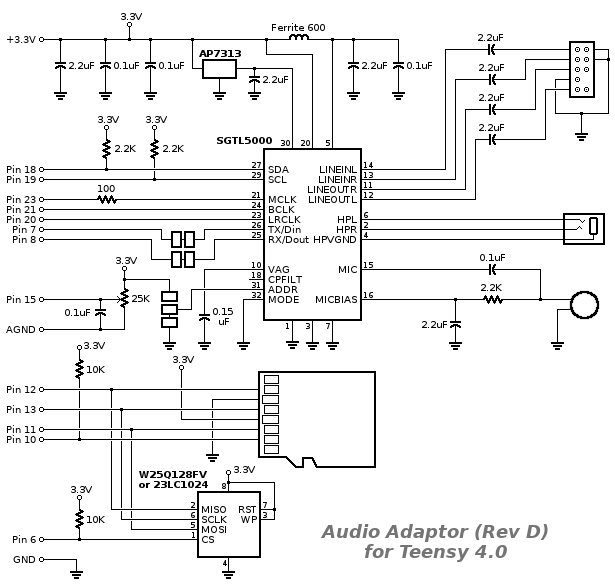 3.3V
Ferrite 600
+3.3V
AP7313
2.2uF
0.1uF
0.1uF
2.2uF
2.2uF
0.1uF
2.2uF
2.2uF
2.2uF
2.2uF
3.3V
3.3V
SGTL5000
30
20
5
2.2K
2.2K
Pin 18
27
SDA
LINEINL
14
Pin 19
29
SCL
LINEINR
13
LINEOUTR
11
100
Pin 23
21
MCLK
LINEOUTL
12
Pin 21
24
BCLK
Pin 20
23
LRCLK
HPL
6
Pin 7
26
TX/Din
HPR
2
Pin 8
25
RX/Dout
HPVGND
4
3.3V
10
VAG
MIC
15
0.1uF
18
CPFILT
31
ADDR
2.2K
Pin 15
25K
32
MODE
MICBIAS
16
0.1uF
0.15
uF
2.2uF
AGND
1
3
7
3.3V
3.3V
10K
Pin 12
Pin 13
Pin 11
Pin 10
W25Q128FV
or 23LC1024
3.3V
8
3.3V
2
MISO
RST
7
6
SCLK
WP
3
10K
5
MOSI
Pin 6
1
CS
GND
4
Audio Adaptor (Rev D)
for Teensy 4.0